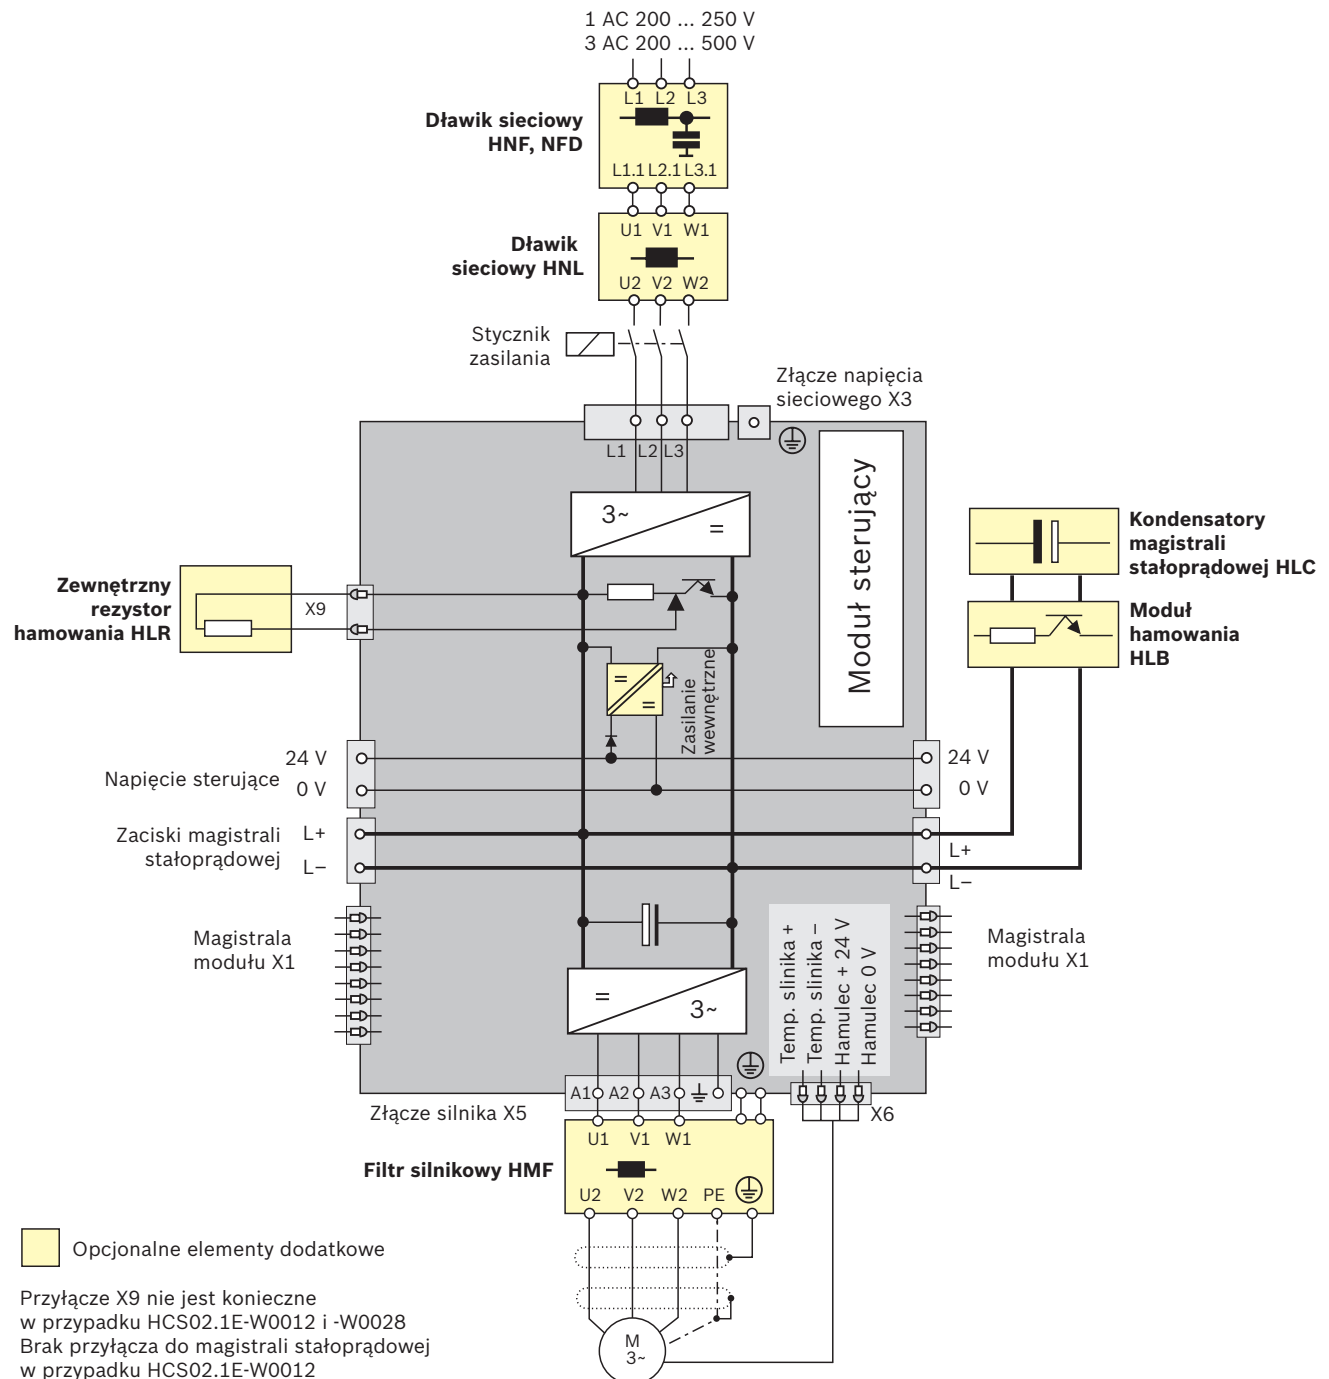 1 AC 200 ... 250 V
3 AC 200 ... 500 V
L1 L2 L3
Dławik sieciowy
HNF, NFD
L1.1 L2.1 L3.1
U1 V1 W1
Dławik
sieciowy HNL
U2 V2 W2
Stycznik
zasilania
Złącze napięcia
sieciowego X3
L1 L2 L3
Moduł sterujący
3~
=
Kondensatory
magistrali
stałoprądowej HLC
Zewnętrzny
rezystor
hamowania HLR
X9
Moduł
hamowania
HLB
=
=
Zasilanie
wewnętrzne
Napięcie sterujące
24 V
0 V
24 V
0 V
Zaciski magistrali
stałoprądowej
L+
L–
L+
L–
Magistrala
modułu X1
Temp. slinika +
Temp. slinika –
Hamulec + 24 V
Hamulec 0 V
Magistrala
modułu X1
=
3~
A1 A2 A3
Złącze silnika X5
X6
U1 V1 W1
Filtr silnikowy HMF
U2 V2 W2 PE
M
3~
Opcjonalne elementy dodatkowe
Przyłącze X9 nie jest konieczne
w przypadku HCS02.1E-W0012 i -W0028
Brak przyłącza do magistrali stałoprądowej
w przypadku HCS02.1E-W0012